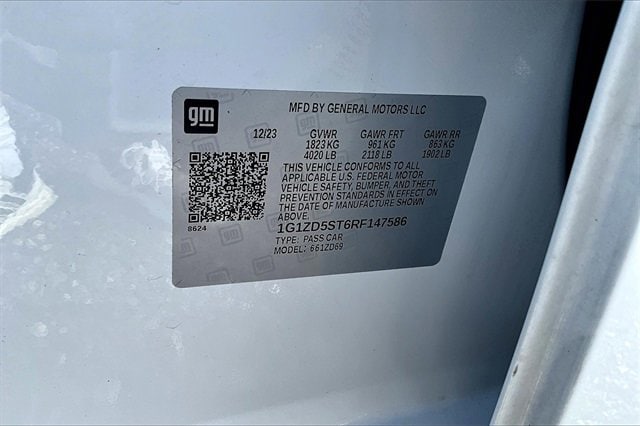 gm
MFD BY GENERAL MOTORS LLC
12/23 GVWR GAWR FRT GAWR RR
1823 KG 961 KG 863 KG
4020 LB 2118 LB 1902 LB
THIS VEHICLE CONFORMS TO ALL
APPLICABLE U.S. FEDERAL MOTOR
VEHICLE SAFETY, BUMPER, AND THEFT
PREVENTION STANDARDS IN EFFECT ON
THE DATE OF MANUFACTURE SHOWN
ABOVE.
8624
1G1ZD5ST6RF147586
TYPE: PASS CAR
MODEL: 661ZD69